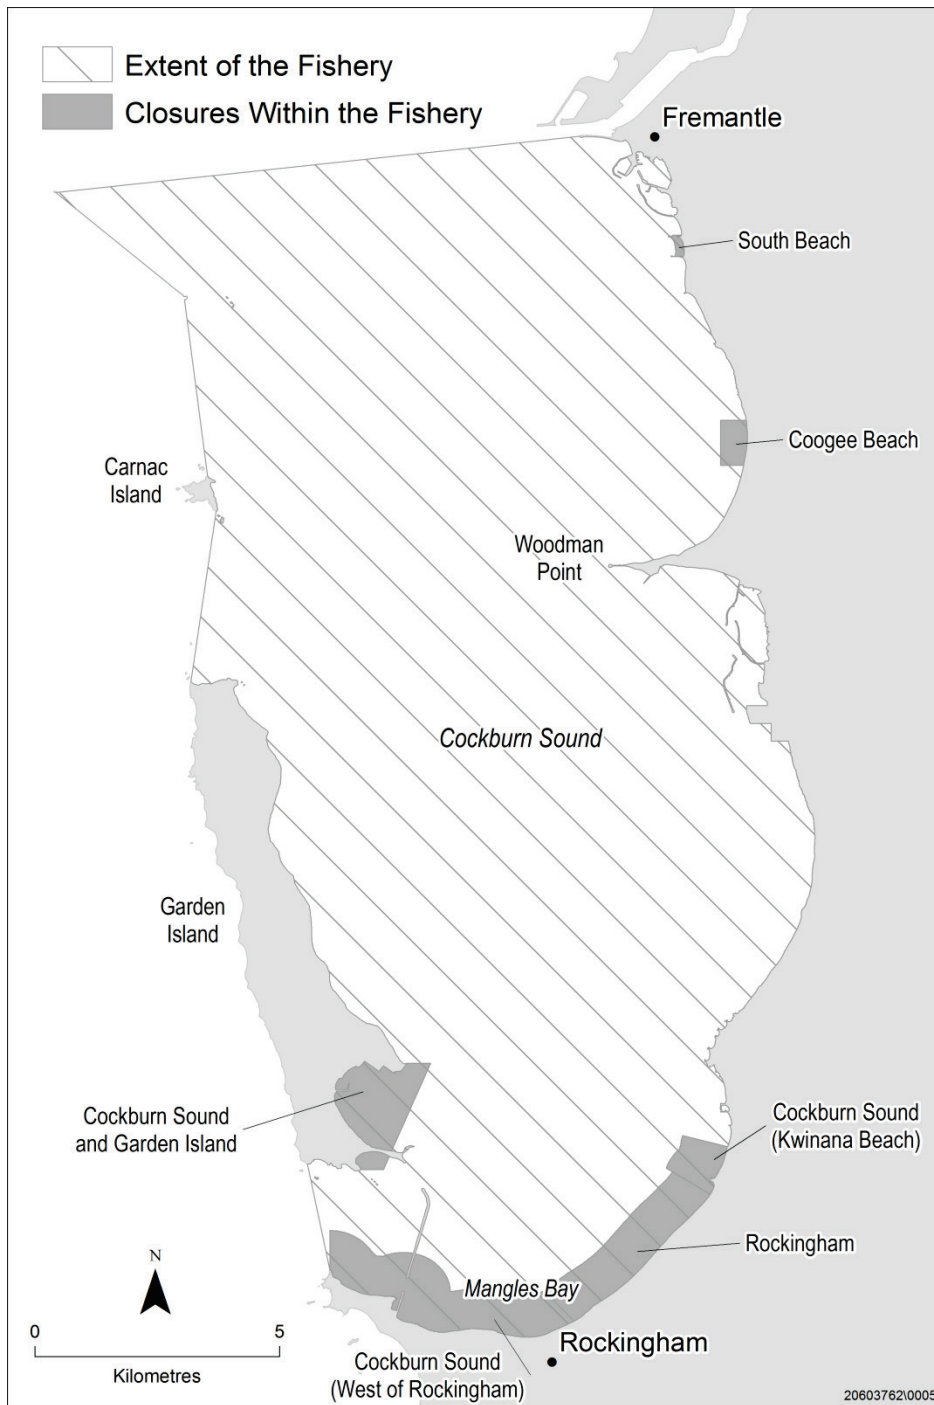 Extent of the Fishery
Closures Within the Fishery
Fremantle
South Beach
Coogee Beach
Carnac
Island
Woodman
Point
Cockburn Sound
Garden
Island
Cockburn Sound
and Garden Island
Cockburn Sound
(Kwinana Beach)
Rockingham
Mangles Bay
N
0 5
Kilometres
Rockingham
Cockburn Sound
(West of Rockingham)
20603762\0005